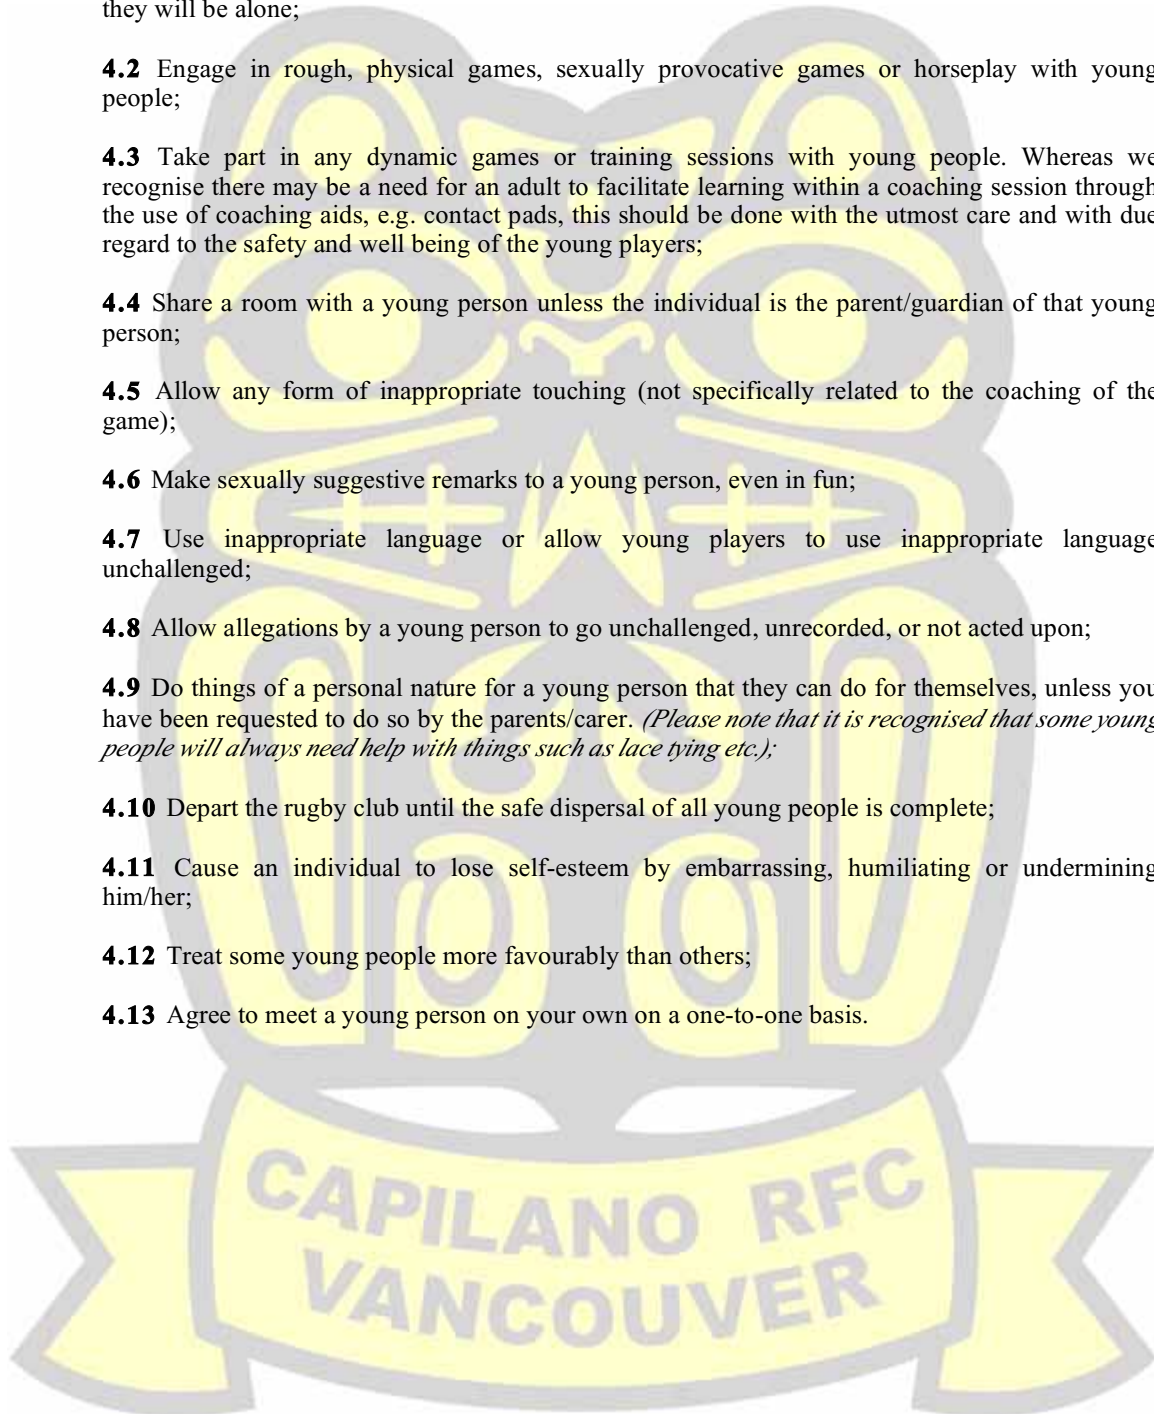 they will be alone;
4.2 Engage in rough, physical games, sexually provocative games or horseplay with young
people;
4.3 Take part in any dynamic games or training sessions with young people. Whereas we
recognise there may be a need for an adult to facilitate learning within a coaching session through
the use of coaching aids, e.g. contact pads, this should be done with the utmost care and with due
regard to the safety and well being of the young players;
4.4 Share a room with a young person unless the individual is the parent/guardian of that young
person;
4.5 Allow any form of inappropriate touching (not specifically related to the coaching of the
game);
4.6 Make sexually suggestive remarks to a young person, even in fun;
4.7 Use inappropriate language or allow young players to use inappropriate language
unchallenged;
4.8 Allow allegations by a young person to go unchallenged, unrecorded, or not acted upon;
4.9 Do things of a personal nature for a young person that they can do for themselves, unless you
have been requested to do so by the parents/carer. (Please note that it is recognised that some young
people will always need help with things such as lace tying etc.);
4.10 Depart the rugby club until the safe dispersal of all young people is complete;
4.11 Cause an individual to lose self-esteem by embarrassing, humiliating or undermining
him/her;
4.12 Treat some young people more favourably than others;
4.13 Agree to meet a young person on your own on a one-to-one basis.
CAPILANO RFC
VANCOUVER